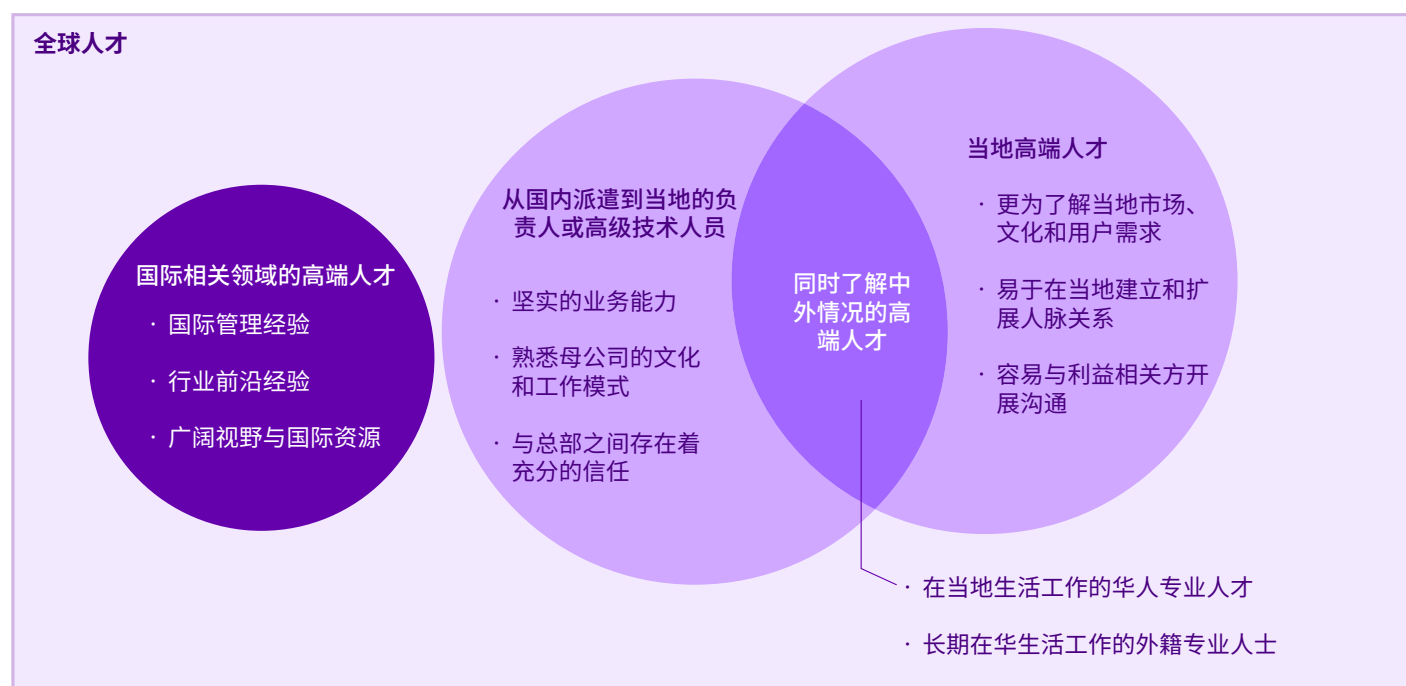 全球人才
国际相关领域的高端人才
· 国际管理经验
· 行业前沿经验
· 广阔视野与国际资源
从国内派遣到当地的负
责人或高级技术人员
· 坚实的业务能力
· 熟悉母公司的文化
和工作模式
· 与总部之间存在着
充分的信任
同时了解中
外情况的高
端人才
当地高端人才
· 更为了解当地市场、
文化和用户需求
· 易于在当地建立和扩
展人脉关系
· 容易与利益相关方开
展沟通
· 在当地生活工作的华人专业人才
· 长期在华生活工作的外籍专业人士